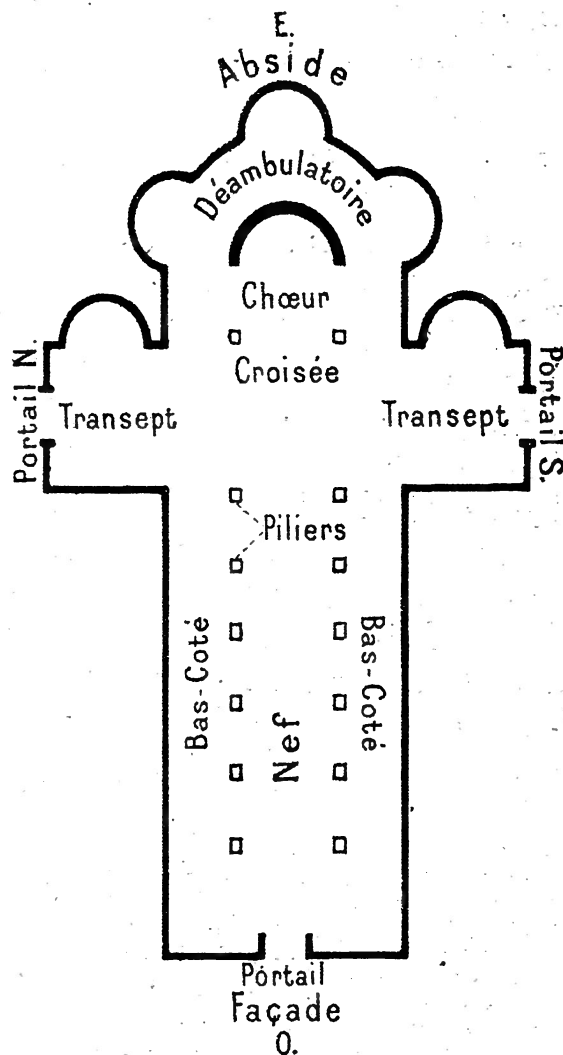 E.
Abside
Déambulatoire
Chœur
Croisée
Portail N.
Transept
Transept
Portail S.
Piliers
Bas-Coté
Nef
Bas-Coté
Portail
Façade
O.